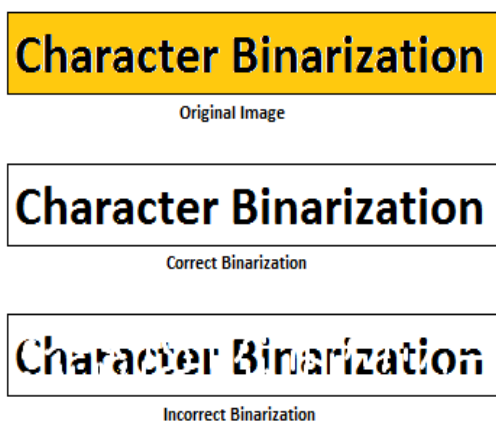 Character Binarization
Original Image
Character Binarization
Correct Binarization
Character Binarization
Incorrect Binarization